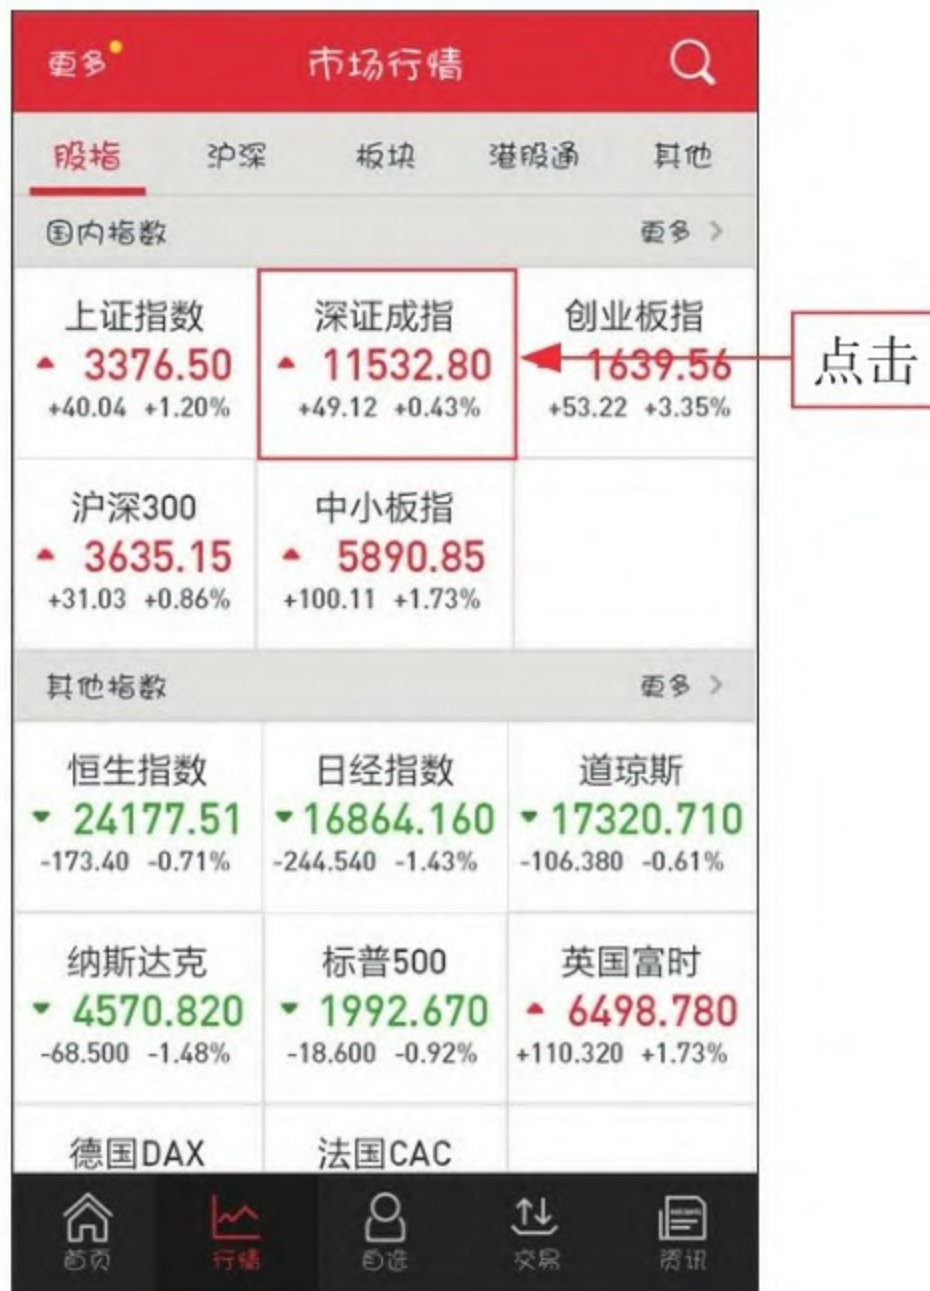 更多 市场行情
股指 沪深 板块 港股通 其他
国内指数 更多 >
上证指数 深证成指 创业板指
3376.50 11532.80 1639.56
+40.04 +1.20% +49.12 +0.43% +53.22 +3.35%
点击
沪深300 中小板指
3635.15 5890.85
+31.03 +0.86% +100.11 +1.73%
其他指数 更多 >
恒生指数 日经指数 道琼斯
24177.51 16864.160 17320.710
-173.40 -0.71% -244.540 -1.43% -106.380 -0.61%
纳斯达克 标普500 英国富时
4570.820 1992.670 6498.780
-68.500 -1.48% -18.600 -0.92% +110.320 +1.73%
德国DAX 法国CAC
首页 行情 自选 交易 资讯